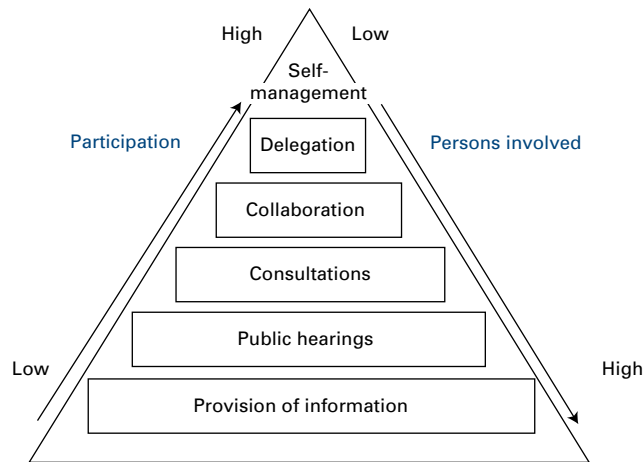 High
Low
Self-
management
Participation
Persons involved
Delegation
Collaboration
Consultations
Public hearings
Low
High
Provision of information